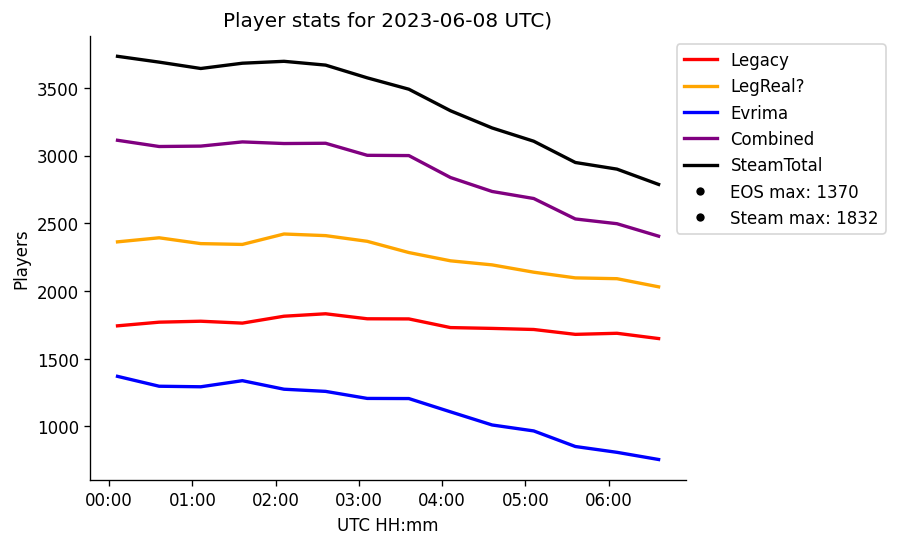 Player stats for 2023-06-08 UTC)
Legacy
LegReal?
Evrima
Combined
SteamTotal
EOS max: 1370
Steam max: 1832
Players
3500
3000
2500
2000
1500
1000
00:00 01:00 02:00 03:00 04:00 05:00 06:00
UTC HH:mm